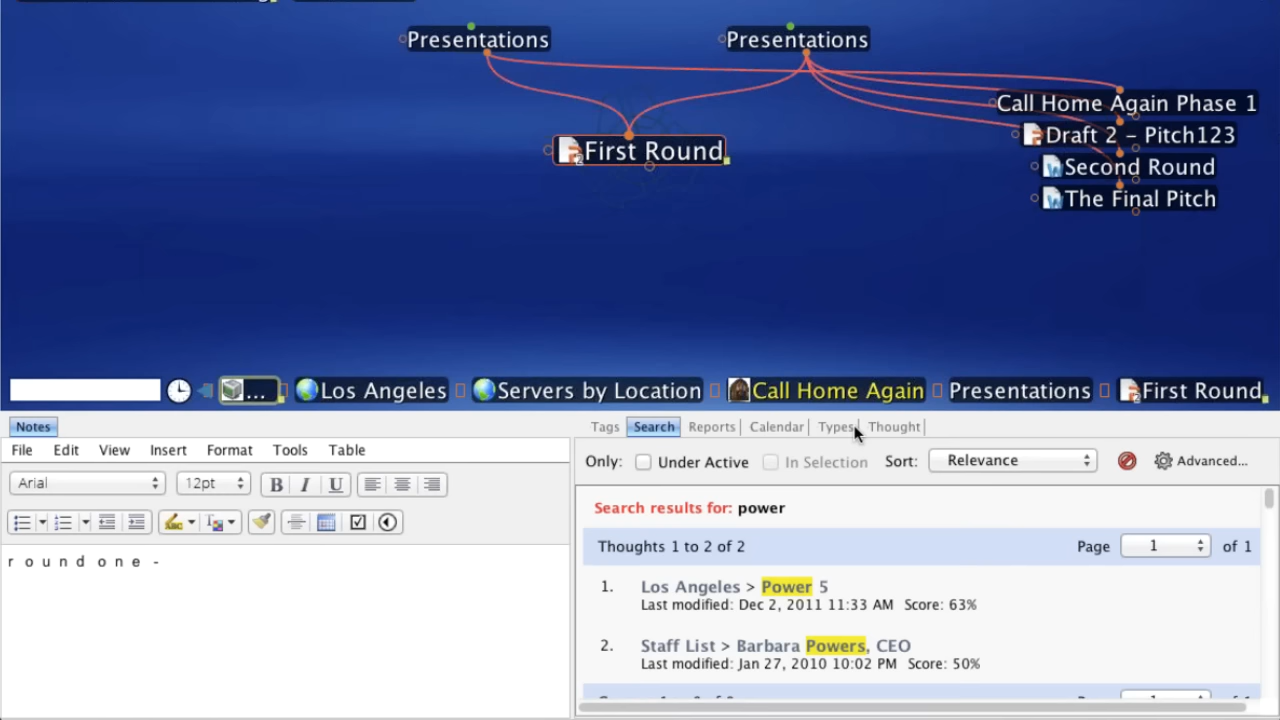 Presentations
Presentations
Call Home Again Phase 1
Draft 2 - Pitch123
First Round
Second Round
The Final Pitch
... Los Angeles Servers by Location Call Home Again Presentations First Round
Notes
Tags Search Reports Calendar Types Thought
File Edit View Insert Format Tools Table
Only: Under Active In Selection Sort: Relevance Advanced...
Arial 12pt B I U
Search results for: power
Thoughts 1 to 2 of 2 Page 1 of 1
round one -
1. Los Angeles > Power 5
Last modified: Dec 2, 2011 11:33 AM Score: 63%
2. Staff List > Barbara Powers, CEO
Last modified: Jan 27, 2010 10:02 PM Score: 50%